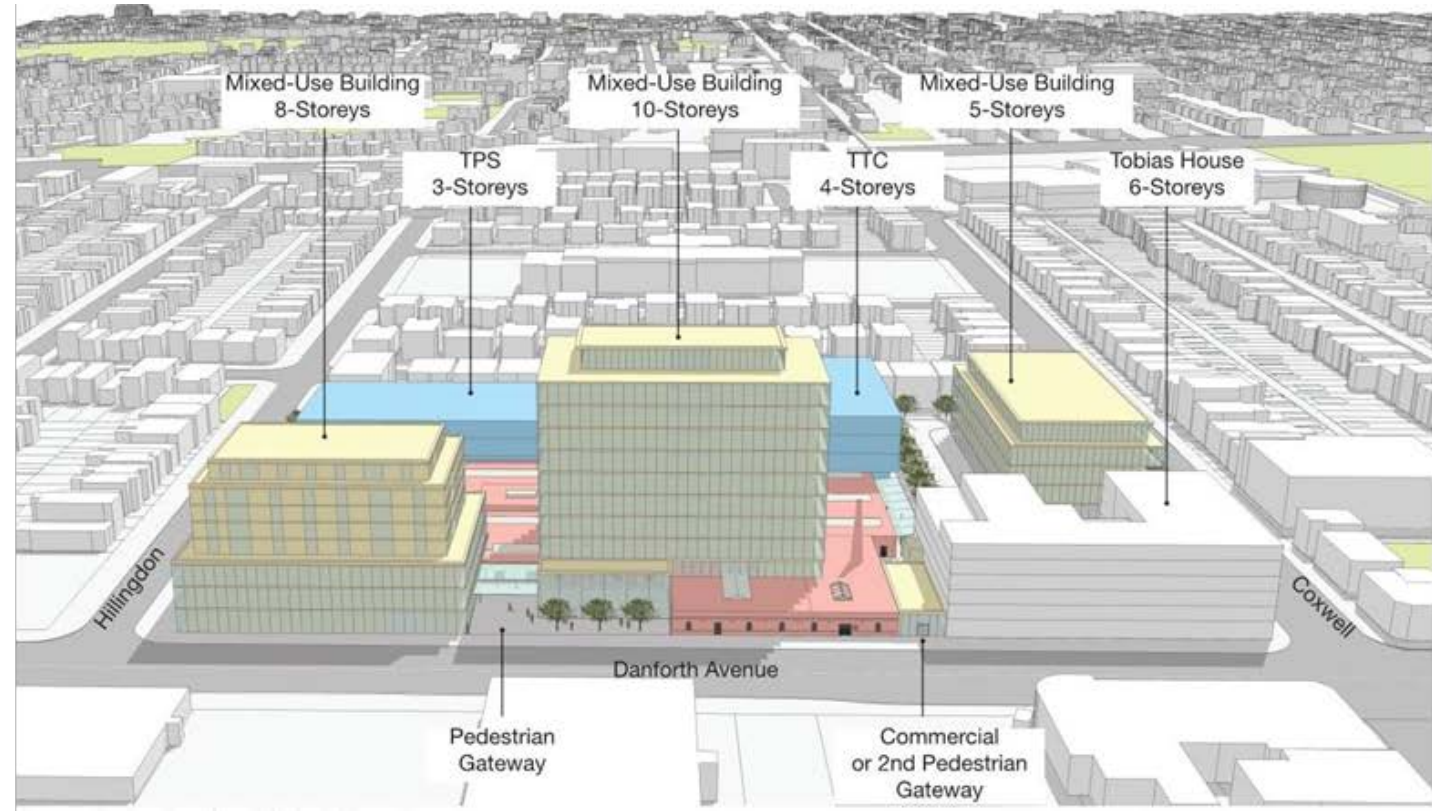 Mixed-Use Building
8-Storeys
Mixed-Use Building
10-Storeys
Mixed-Use Building
5-Storeys
TPS
3-Storeys
TTC
4-Storeys
Tobias House
6-Storeys
Hillingdon
Coxwell
Danforth Avenue
Pedestrian
Gateway
Commercial
or 2nd Pedestrian
Gateway